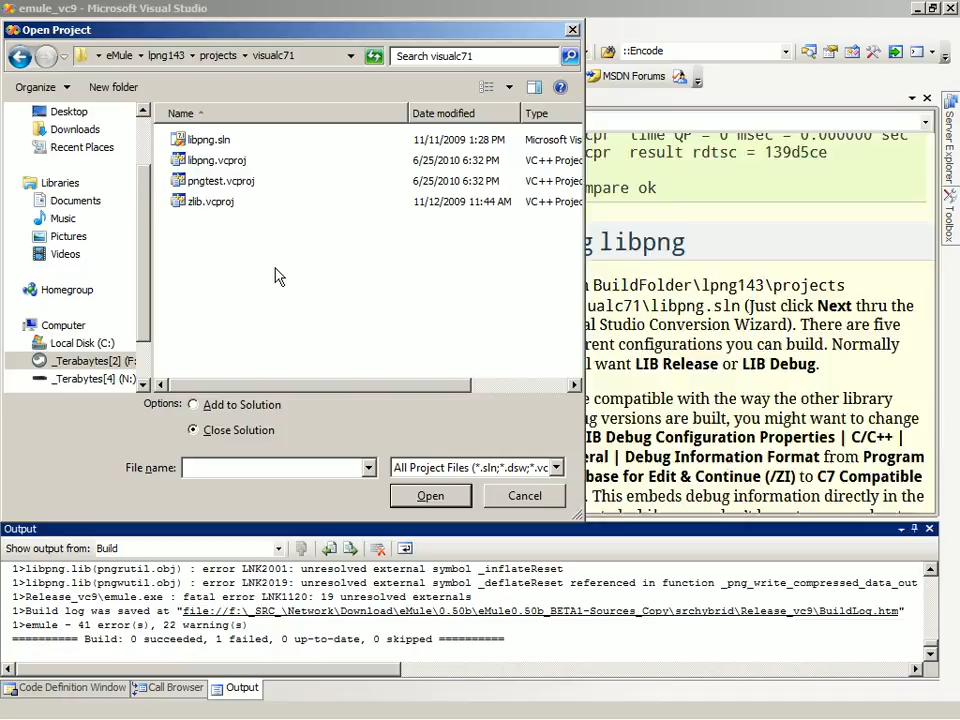 emule_vc9 - Microsoft Visual Studio
Open Project
eMule ▸ lpng143 ▸ projects ▸ visualc71
Search visualc71
::Encode
Organize
New folder
MSDN Forums
Desktop
Downloads
Recent Places
Libraries
Documents
Music
Pictures
Videos
Homegroup
Computer
Local Disk (C:)
_Terabytes[2] (F:
_Terabytes[4] (N:)
Name
Date modified
Type
libpng.sln
11/11/2009 1:28 PM
Microsoft Vis
libpng.vcproj
6/25/2010 6:32 PM
VC++ Projec
pngtest.vcproj
6/25/2010 6:32 PM
VC++ Projec
zlib.vcproj
11/12/2009 11:44 AM
VC++ Projec
Options:
Add to Solution
Close Solution
File name:
All Project Files (*.sln;*.dsw;*.vc
Open
Cancel
cpr time QP = 0 msec = 0.000000 sec
cpr result rdtsc = 139d5ce
mpare ok
g libpng
n BuildFolder\lpng143\projects
ualc71\libpng.sln (Just click Next thru the
al Studio Conversion Wizard). There are five
rent configurations you can build. Normally
l want LIB Release or LIB Debug.
e compatible with the way the other library
ug versions are built, you might want to change
IB Debug Configuration Properties | C/C++ |
eral | Debug Information Format from Program
base for Edit & Continue (/ZI) to C7 Compatible
. This embeds debug information directly in the
Server Explorer
Toolbox
Output
Show output from:
Build
1>libpng.lib(pngrutil.obj) : error LNK2001: unresolved external symbol _inflateReset
1>libpng.lib(pngwutil.obj) : error LNK2019: unresolved external symbol _deflateReset referenced in function _png_write_compressed_data_out
1>Release_vc9\emule.exe : fatal error LNK1120: 19 unresolved externals
1>Build log was saved at "file://f:\_SRC_\Network\Download\eMule\0.50b\eMule0.50b_BETA1-Sources_Copy\srchybrid\Release_vc9\BuildLog.htm"
1>emule - 41 error(s), 22 warning(s)
========== Build: 0 succeeded, 1 failed, 0 up-to-date, 0 skipped ==========
Code Definition Window
Call Browser
Output